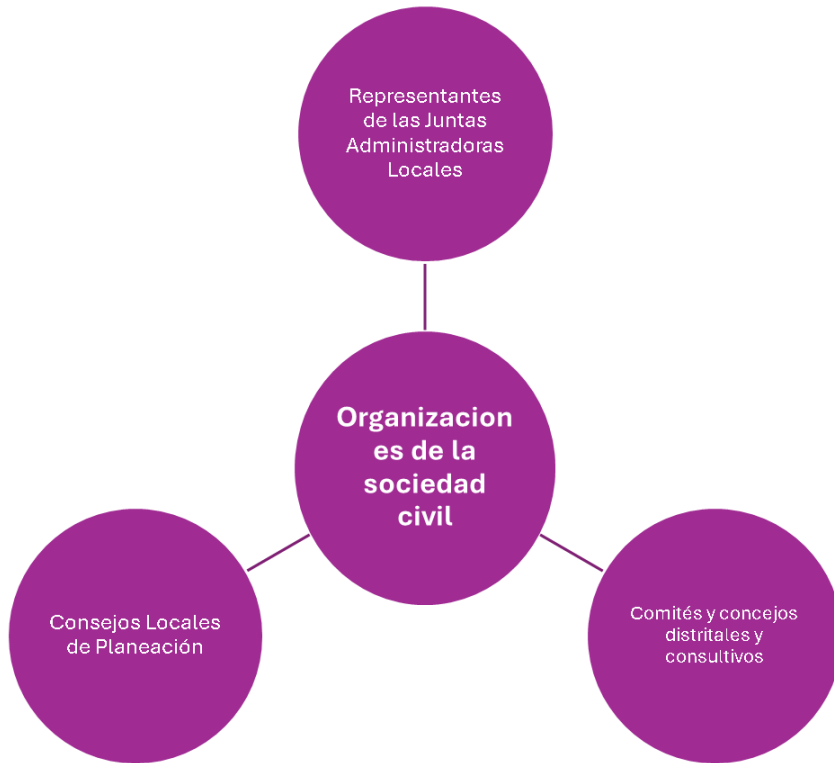 Representantes
de las Juntas
Administradoras
Locales
Organizacion
es de la
sociedad
civil
Consejos Locales
de Planeación
Comités y concejos
distritales y
consultivos